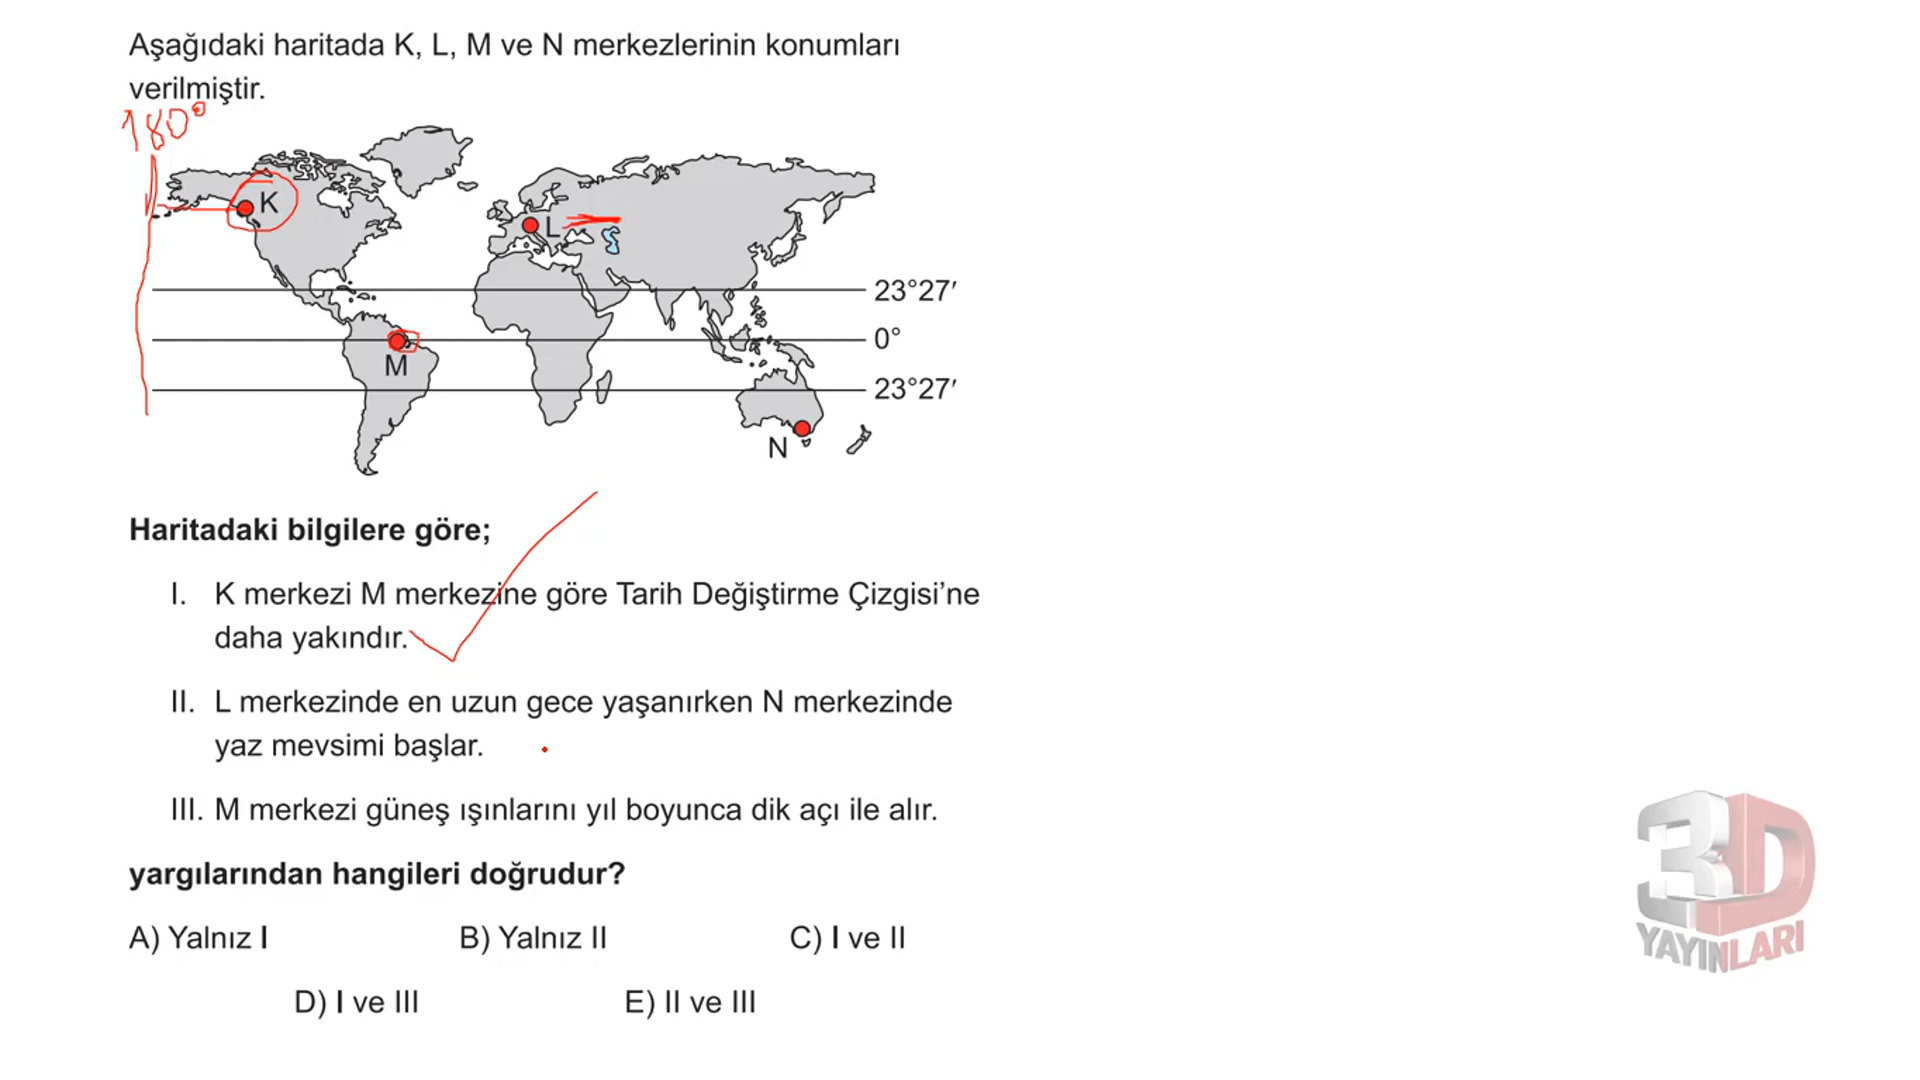 Aşağıdaki haritada K, L, M ve N merkezlerinin konumları
verilmiştir.
180°
K
L
23°27′
0°
M
23°27′
N
Haritadaki bilgilere göre;
I. K merkezi M merkezine göre Tarih Değiştirme Çizgisi’ne
daha yakındır.
II. L merkezinde en uzun gece yaşanırken N merkezinde
yaz mevsimi başlar.
III. M merkezi güneş ışınlarını yıl boyunca dik açı ile alır.
yargılarından hangileri doğrudur?
A) Yalnız I B) Yalnız II C) I ve II
D) I ve III E) II ve III
3D
YAYINLARI